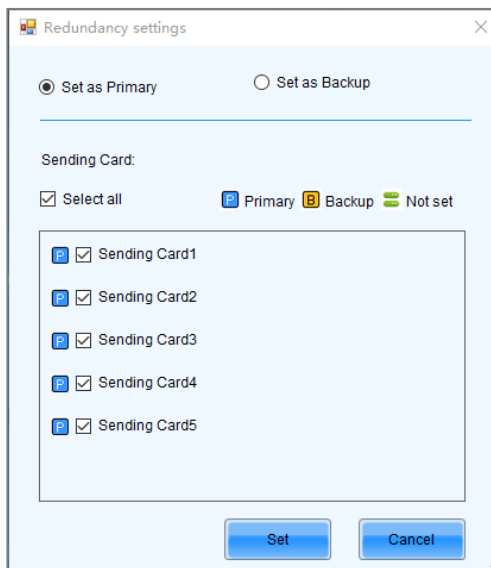 Redundancy settings
Set as Primary
Set as Backup
Sending Card:
Select all
P Primary B Backup Not set
P Sending Card1
P Sending Card2
P Sending Card3
P Sending Card4
P Sending Card5
Set
Cancel